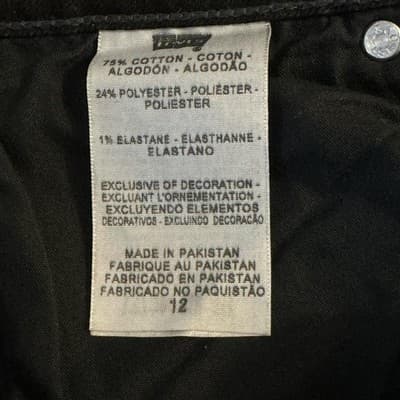 75% COTTON - COTON -
ALGODÓN - ALGODÃO
24% POLYESTER - POLIÉSTER -
POLIESTER
1% ELASTANE - ELASTHANNE -
ELASTANO
EXCLUSIVE OF DECORATION -
EXCLUANT L'ORNEMENTATION -
EXCLUYENDO ELEMENTOS
DECORATIVOS - EXCLUINDO DECORAÇÃO
MADE IN PAKISTAN
FABRIQUE AU PAKISTAN
FABRICADO EN PAKISTAN
FABRICADO NO PAQUISTÃO
12